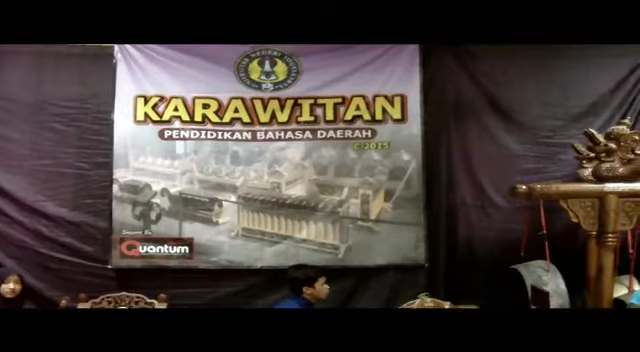 KARAWITAN
PENDIDIKAN BAHASA DAERAH
C 2015
Quantum